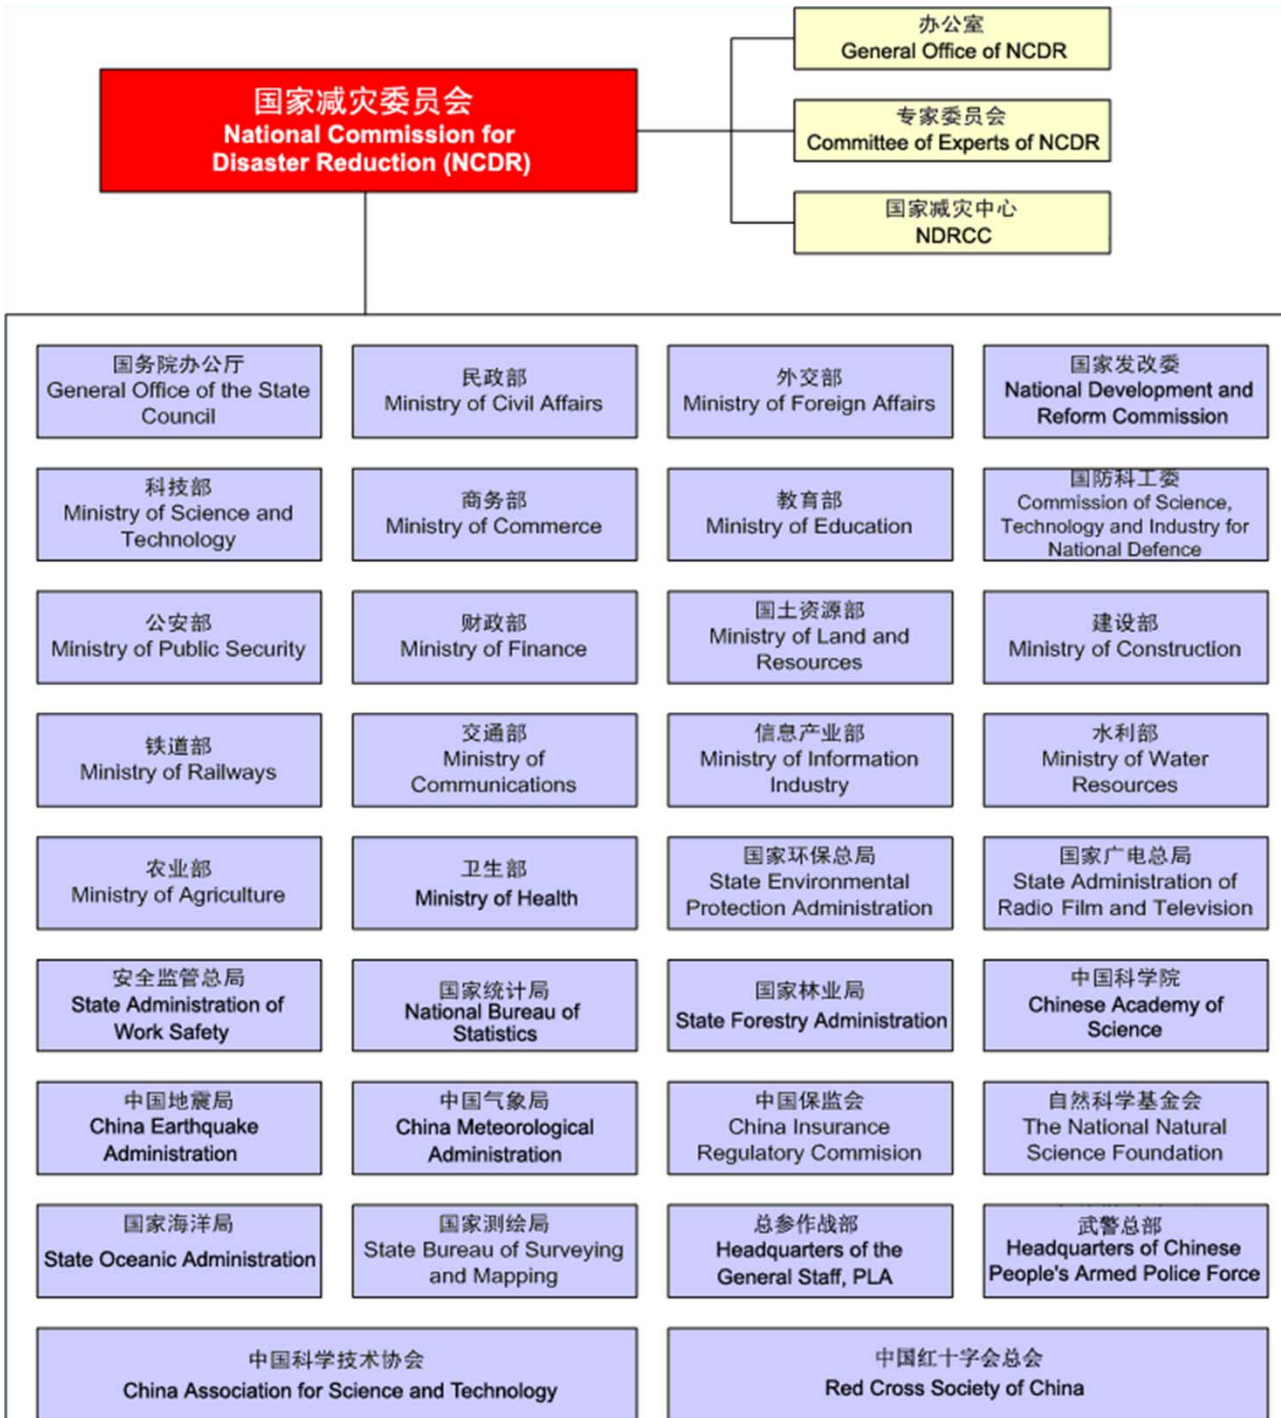 办公室
General Office of NCDR
国家减灾委员会
National Commission for
Disaster Reduction (NCDR)
专家委员会
Committee of Experts of NCDR
国家减灾中心
NDRCC
国务院办公厅
General Office of the State
Council
民政部
Ministry of Civil Affairs
外交部
Ministry of Foreign Affairs
国家发改委
National Development and
Reform Commission
科技部
Ministry of Science and
Technology
商务部
Ministry of Commerce
教育部
Ministry of Education
国防科工委
Commission of Science,
Technology and Industry for
National Defence
公安部
Ministry of Public Security
财政部
Ministry of Finance
国土资源部
Ministry of Land and
Resources
建设部
Ministry of Construction
铁道部
Ministry of Railways
交通部
Ministry of
Communications
信息产业部
Ministry of Information
Industry
水利部
Ministry of Water
Resources
农业部
Ministry of Agriculture
卫生部
Ministry of Health
国家环保总局
State Environmental
Protection Administration
国家广电总局
State Administration of
Radio Film and Television
安全监管总局
State Administration of
Work Safety
国家统计局
National Bureau of
Statistics
国家林业局
State Forestry Administration
中国科学院
Chinese Academy of
Science
中国地震局
China Earthquake
Administration
中国气象局
China Meteorological
Administration
中国保监会
China Insurance
Regulatory Commision
自然科学基金会
The National Natural
Science Foundation
国家海洋局
State Oceanic Administration
国家测绘局
State Bureau of Surveying
and Mapping
总参作战部
Headquarters of the
General Staff, PLA
武警总部
Headquarters of Chinese
People's Armed Police Force
中国科学技术协会
China Association for Science and Technology
中国红十字会总会
Red Cross Society of China